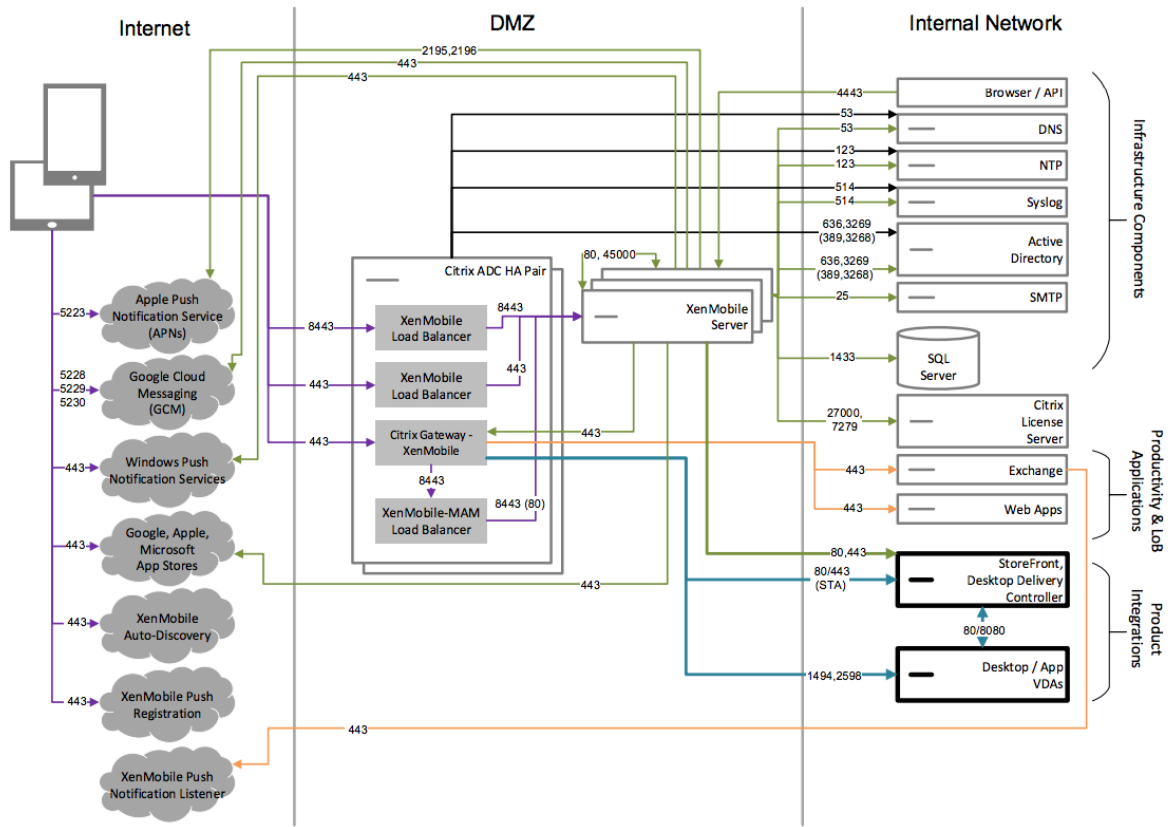 Internet
DMZ
Internal Network
2195,2196
443
443
4443
Browser / API
53
53
DNS
123
123
NTP
514
514
Syslog
636,3269
(389,3268)
636,3269
(389,3268)
Active
Directory
25
SMTP
1433
SQL
Server
27000,
7279
Citrix
License
Server
Infrastructure Components
443
Exchange
443
Web Apps
Productivity & LoB
Applications
80,443
80/443
(STA)
StoreFront,
Desktop Delivery
Controller
80/8080
1494,2598
Desktop / App
VDAs
Product
Integrations
Citrix ADC HA Pair
8443
XenMobile
Load Balancer
8443
443
XenMobile
Load Balancer
443
443
Citrix Gateway -
XenMobile
443
8443
XenMobile-MAM
Load Balancer
8443 (80)
80, 45000
XenMobile
Server
443
5223
Apple Push
Notification Service
(APNs)
5228
5229
5230
Google Cloud
Messaging
(GCM)
443
Windows Push
Notification Services
443
Google, Apple,
Microsoft
App Stores
443
XenMobile
Auto-Discovery
443
XenMobile Push
Registration
443
XenMobile Push
Notification Listener